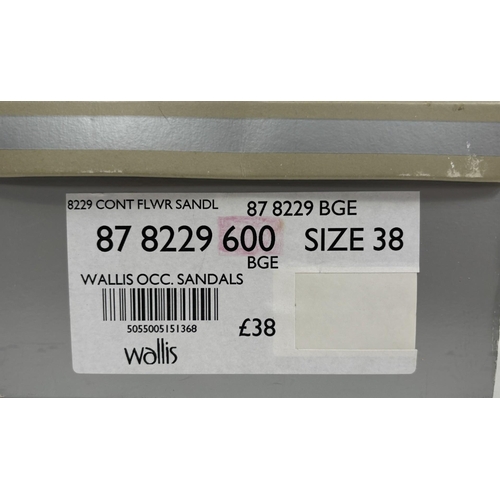 8229 CONT FLWR SANDL 87 8229 BGE
87 8229 600 SIZE 38
BGE
WALLIS OCC. SANDALS
5055005151368
£38
wallis